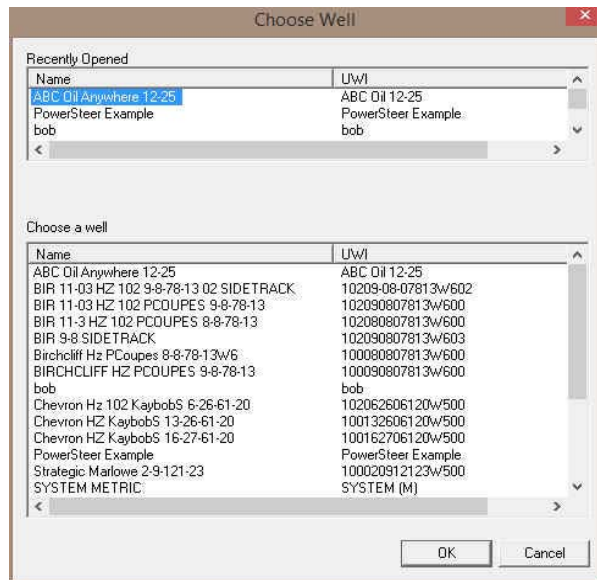 Choose Well
Recently Opened
Name UWI
ABC Oil Anywhere 12-25 ABC Oil 12-25
PowerSteer Example PowerSteer Example
bob bob
Choose a well
Name UWI
ABC Oil Anywhere 12-25 ABC Oil 12-25
BIR 11-03 HZ 102 9-8-78-13 02 SIDETRACK 10209-08-07813W602
BIR 11-03 HZ 102 PCOUPES 9-8-78-13 102090807813W600
BIR 11-3 HZ 102 PCOUPES 8-8-78-13 102080807813W600
BIR 9-8 SIDETRACK 102090807813W603
Birchcliff Hz PCoupes 8-8-78-13W6 100080807813W600
BIRCHCLIFF HZ PCOUPES 9-8-78-13 100090807813W600
bob bob
Chevron Hz 102 KaybobS 6-26-61-20 102062606120W500
Chevron HZ KaybobS 13-26-61-20 100132606120W500
Chevron HZ KaybobS 16-27-61-20 100162706120W500
PowerSteer Example PowerSteer Example
Strategic Marlowe 2-9-121-23 100020912123W500
SYSTEM METRIC SYSTEM (M)
OK Cancel